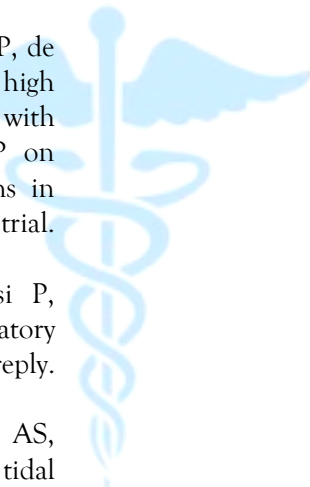 P, de
high
with
P on
ns in
trial.
si P,
atory
reply.
AS,
tidal